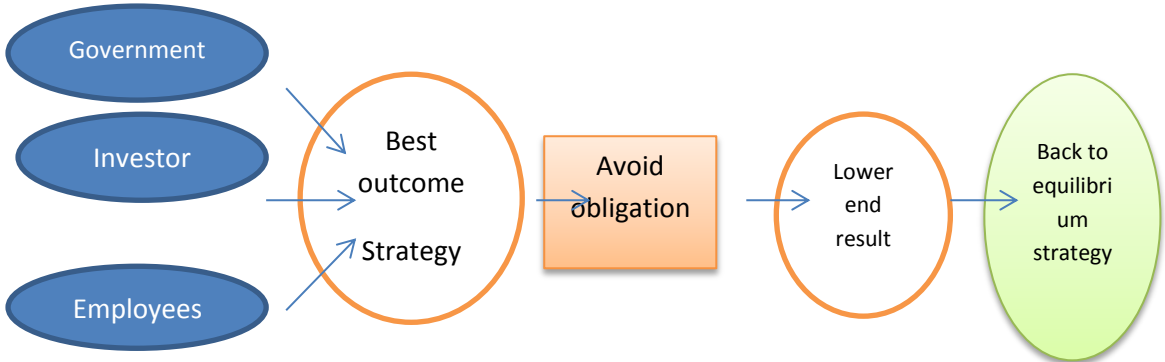 Government
Investor
Employees
Best
outcome
Strategy
Avoid
obligation
Lower
end
result
Back to
equilibri
um
strategy